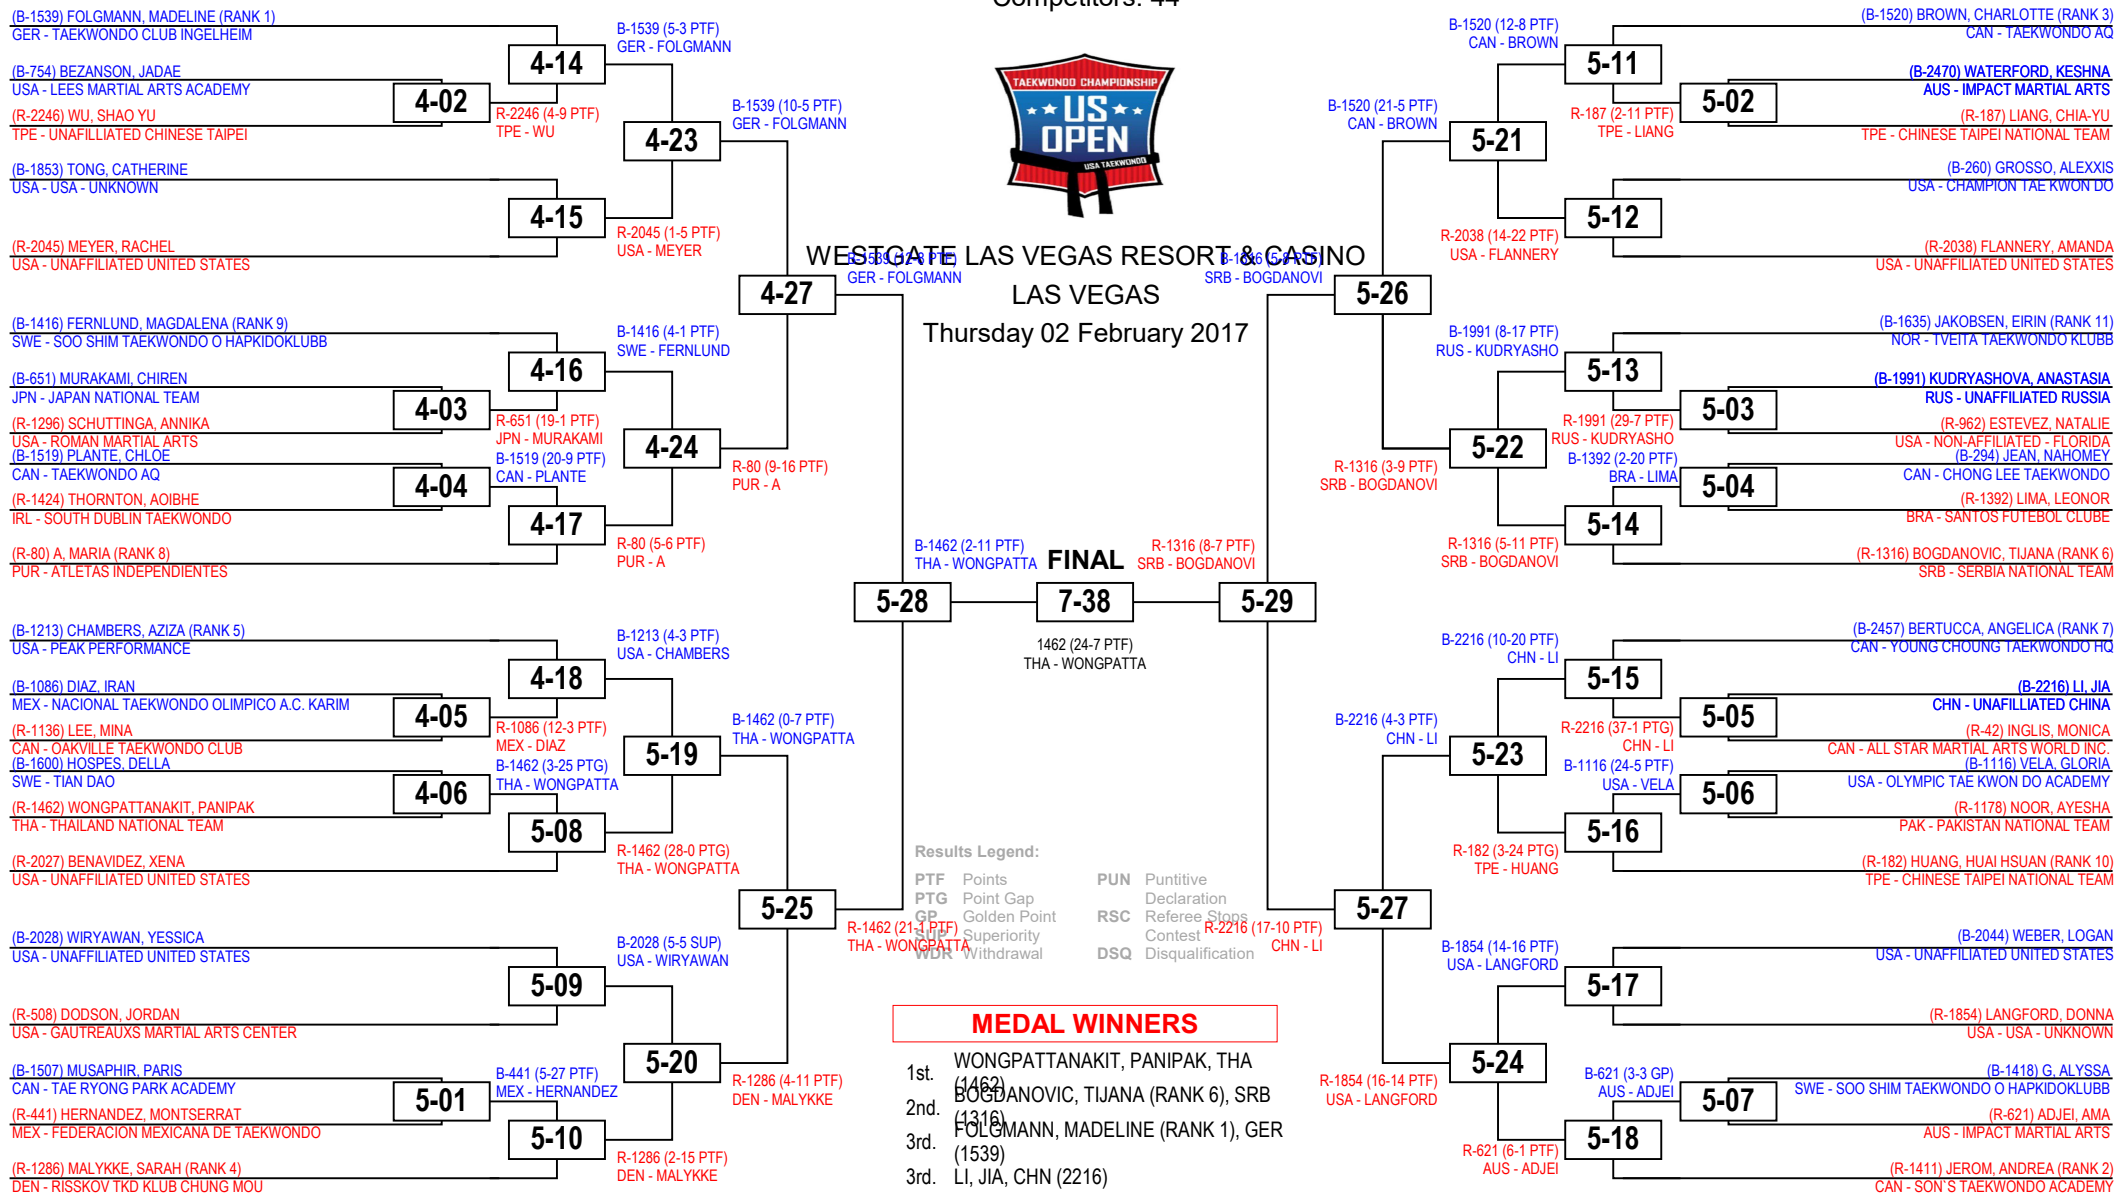 Competitors: 44
(B-1539) FOLGMANN, MADELINE (RANK 1)
GER - TAEKWONDO CLUB INGELHEIM
(B-754) BEZANSON, JADAE
USA - LEES MARTIAL ARTS ACADEMY
(R-2246) WU, SHAO YU
TPE - UNAFILLIATED CHINESE TAIPEI
(B-1853) TONG, CATHERINE
USA - USA - UNKNOWN
(R-2045) MEYER, RACHEL
USA - UNAFFILIATED UNITED STATES
(B-1416) FERNLUND, MAGDALENA (RANK 9)
SWE - SOO SHIM TAEKWONDO O HAPKIDOKLUBB
(B-651) MURAKAMI, CHIREN
JPN - JAPAN NATIONAL TEAM
(R-1296) SCHUTTINGA, ANNIKA
USA - ROMAN MARTIAL ARTS
(B-1519) PLANTE, CHLOE
CAN - TAEKWONDO AQ
(R-1424) THORNTON, AOIBHE
IRL - SOUTH DUBLIN TAEKWONDO
(R-80) A, MARIA (RANK 8)
PUR - ATLETAS INDEPENDIENTES
(B-1213) CHAMBERS, AZIZA (RANK 5)
USA - PEAK PERFORMANCE
(B-1086) DIAZ, IRAN
MEX - NACIONAL TAEKWONDO OLIMPICO A.C. KARIM
(R-1136) LEE, MINA
CAN - OAKVILLE TAEKWONDO CLUB
(B-1600) HOSPES, DELLA
SWE - TIAN DAO
(R-1462) WONGPATTANAKIT, PANIPAK
THA - THAILAND NATIONAL TEAM
(R-2027) BENAVIDEZ, XENA
USA - UNAFFILIATED UNITED STATES
(B-2028) WIRYAWAN, YESSICA
USA - UNAFFILIATED UNITED STATES
(R-508) DODSON, JORDAN
USA - GAUTREAUXS MARTIAL ARTS CENTER
(B-1507) MUSAPHIR, PARIS
CAN - TAE RYONG PARK ACADEMY
(R-441) HERNANDEZ, MONTSERRAT
MEX - FEDERACION MEXICANA DE TAEKWONDO
(R-1286) MALYKKE, SARAH (RANK 4)
DEN - RISSKOV TKD KLUB CHUNG MOU
4-02
4-03
4-04
4-05
4-06
5-01
R-2246 (4-9 PTF)
TPE - WU
R-651 (19-1 PTF)
JPN - MURAKAMI
B-1519 (20-9 PTF)
CAN - PLANTE
R-1086 (12-3 PTF)
MEX - DIAZ
B-1462 (3-25 PTG)
THA - WONGPATTA
B-441 (5-27 PTF)
MEX - HERNANDEZ
4-14
4-15
4-16
4-17
4-18
5-08
5-09
5-10
B-1539 (5-3 PTF)
GER - FOLGMANN
R-2045 (1-5 PTF)
USA - MEYER
B-1416 (4-1 PTF)
SWE - FERNLUND
R-80 (5-6 PTF)
PUR - A
B-1213 (4-3 PTF)
USA - CHAMBERS
R-1462 (28-0 PTG)
THA - WONGPATTA
B-2028 (5-5 SUP)
USA - WIRYAWAN
R-1286 (2-15 PTF)
DEN - MALYKKE
4-23
4-24
5-19
5-20
B-1539 (10-5 PTF)
GER - FOLGMANN
R-80 (9-16 PTF)
PUR - A
B-1462 (0-7 PTF)
THA - WONGPATTA
R-1286 (4-11 PTF)
DEN - MALYKKE
4-27
5-25
GER - FOLGMANN
R-1462 (21-1 PTF)
THA - WONGPATTA
5-28
B-1462 (2-11 PTF)
THA - WONGPATTA
TAEKWONDO CHAMPIONSHIP
US
OPEN
USA TAEKWONDO
WESTGATE LAS VEGAS RESORT & CASINO
LAS VEGAS
Thursday 02 February 2017
FINAL
7-38
1462 (24-7 PTF)
THA - WONGPATTA
R-1316 (8-7 PTF)
SRB - BOGDANOVI
5-29
SRB - BOGDANOVI
R-2216 (17-10 PTF)
CHN - LI
5-26
5-27
B-1520 (21-5 PTF)
CAN - BROWN
R-1316 (3-9 PTF)
SRB - BOGDANOVI
B-2216 (4-3 PTF)
CHN - LI
R-1854 (16-14 PTF)
USA - LANGFORD
5-21
5-22
5-23
5-24
B-1520 (12-8 PTF)
CAN - BROWN
R-2038 (14-22 PTF)
USA - FLANNERY
B-1991 (8-17 PTF)
RUS - KUDRYASHO
R-1316 (5-11 PTF)
SRB - BOGDANOVI
B-2216 (10-20 PTF)
CHN - LI
R-182 (3-24 PTG)
TPE - HUANG
B-1854 (14-16 PTF)
USA - LANGFORD
R-621 (6-1 PTF)
AUS - ADJEI
5-11
5-12
5-13
5-14
5-15
5-16
5-17
5-18
R-187 (2-11 PTF)
TPE - LIANG
R-1991 (29-7 PTF)
RUS - KUDRYASHO
B-1392 (2-20 PTF)
BRA - LIMA
R-2216 (37-1 PTG)
CHN - LI
B-1116 (24-5 PTF)
USA - VELA
B-621 (3-3 GP)
AUS - ADJEI
5-02
5-03
5-04
5-05
5-06
5-07
(B-1520) BROWN, CHARLOTTE (RANK 3)
CAN - TAEKWONDO AQ
(B-2470) WATERFORD, KESHNA
AUS - IMPACT MARTIAL ARTS
(R-187) LIANG, CHIA-YU
TPE - CHINESE TAIPEI NATIONAL TEAM
(B-260) GROSSO, ALEXXIS
USA - CHAMPION TAE KWON DO
(R-2038) FLANNERY, AMANDA
USA - UNAFFILIATED UNITED STATES
(B-1635) JAKOBSEN, EIRIN (RANK 11)
NOR - TVEITA TAEKWONDO KLUBB
(B-1991) KUDRYASHOVA, ANASTASIA
RUS - UNAFFILIATED RUSSIA
(R-962) ESTEVEZ, NATALIE
USA - NON-AFFILIATED - FLORIDA
(B-294) JEAN, NAHOMEY
CAN - CHONG LEE TAEKWONDO
(R-1392) LIMA, LEONOR
BRA - SANTOS FUTEBOL CLUBE
(R-1316) BOGDANOVIC, TIJANA (RANK 6)
SRB - SERBIA NATIONAL TEAM
(B-2457) BERTUCCA, ANGELICA (RANK 7)
CAN - YOUNG CHOUNG TAEKWONDO HQ
(B-2216) LI, JIA
CHN - UNAFILLIATED CHINA
(R-42) INGLIS, MONICA
CAN - ALL STAR MARTIAL ARTS WORLD INC.
(B-1116) VELA, GLORIA
USA - OLYMPIC TAE KWON DO ACADEMY
(R-1178) NOOR, AYESHA
PAK - PAKISTAN NATIONAL TEAM
(R-182) HUANG, HUAI HSUAN (RANK 10)
TPE - CHINESE TAIPEI NATIONAL TEAM
(B-2044) WEBER, LOGAN
USA - UNAFFILIATED UNITED STATES
(R-1854) LANGFORD, DONNA
USA - USA - UNKNOWN
(B-1418) G, ALYSSA
SWE - SOO SHIM TAEKWONDO O HAPKIDOKLUBB
(R-621) ADJEI, AMA
AUS - IMPACT MARTIAL ARTS
(R-1411) JEROM, ANDREA (RANK 2)
CAN - SON`S TAEKWONDO ACADEMY
Results Legend:
PTF Points
PTG Point Gap
GP Golden Point
SUP Superiority
WDR Withdrawal
PUN Puntitive
Declaration
RSC Referee Stops
Contest
DSQ Disqualification
MEDAL WINNERS
1st. WONGPATTANAKIT, PANIPAK, THA
(1462)
2nd. BOGDANOVIC, TIJANA (RANK 6), SRB
(1316)
3rd. FOLGMANN, MADELINE (RANK 1), GER
(1539)
3rd. LI, JIA, CHN (2216)